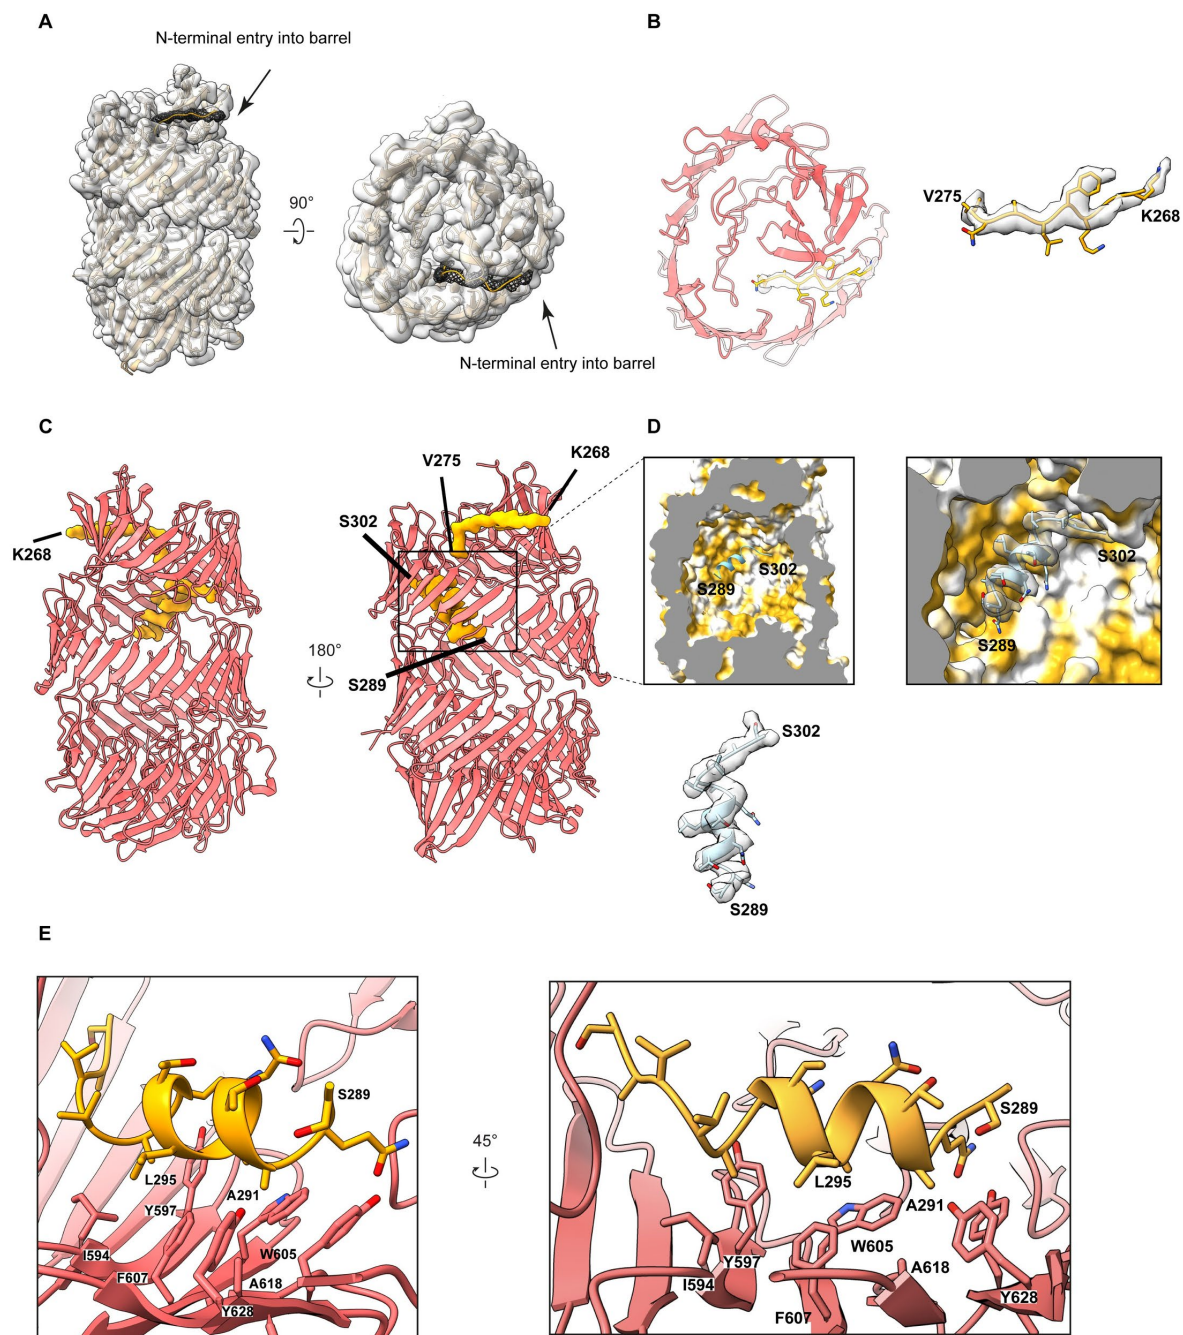 A
N-terminal entry into barrel
90°
N-terminal entry into barrel
B
V275
K268
C
K268
V275
K268
S302
180°
S289
D
S302
S289
S302
S289
S302
S289
E
S289
L295
A291
Y597
I594
W605
F607
A618
Y628
45°
S289
L295
A291
W605
Y597
I594
A618
Y628
F607